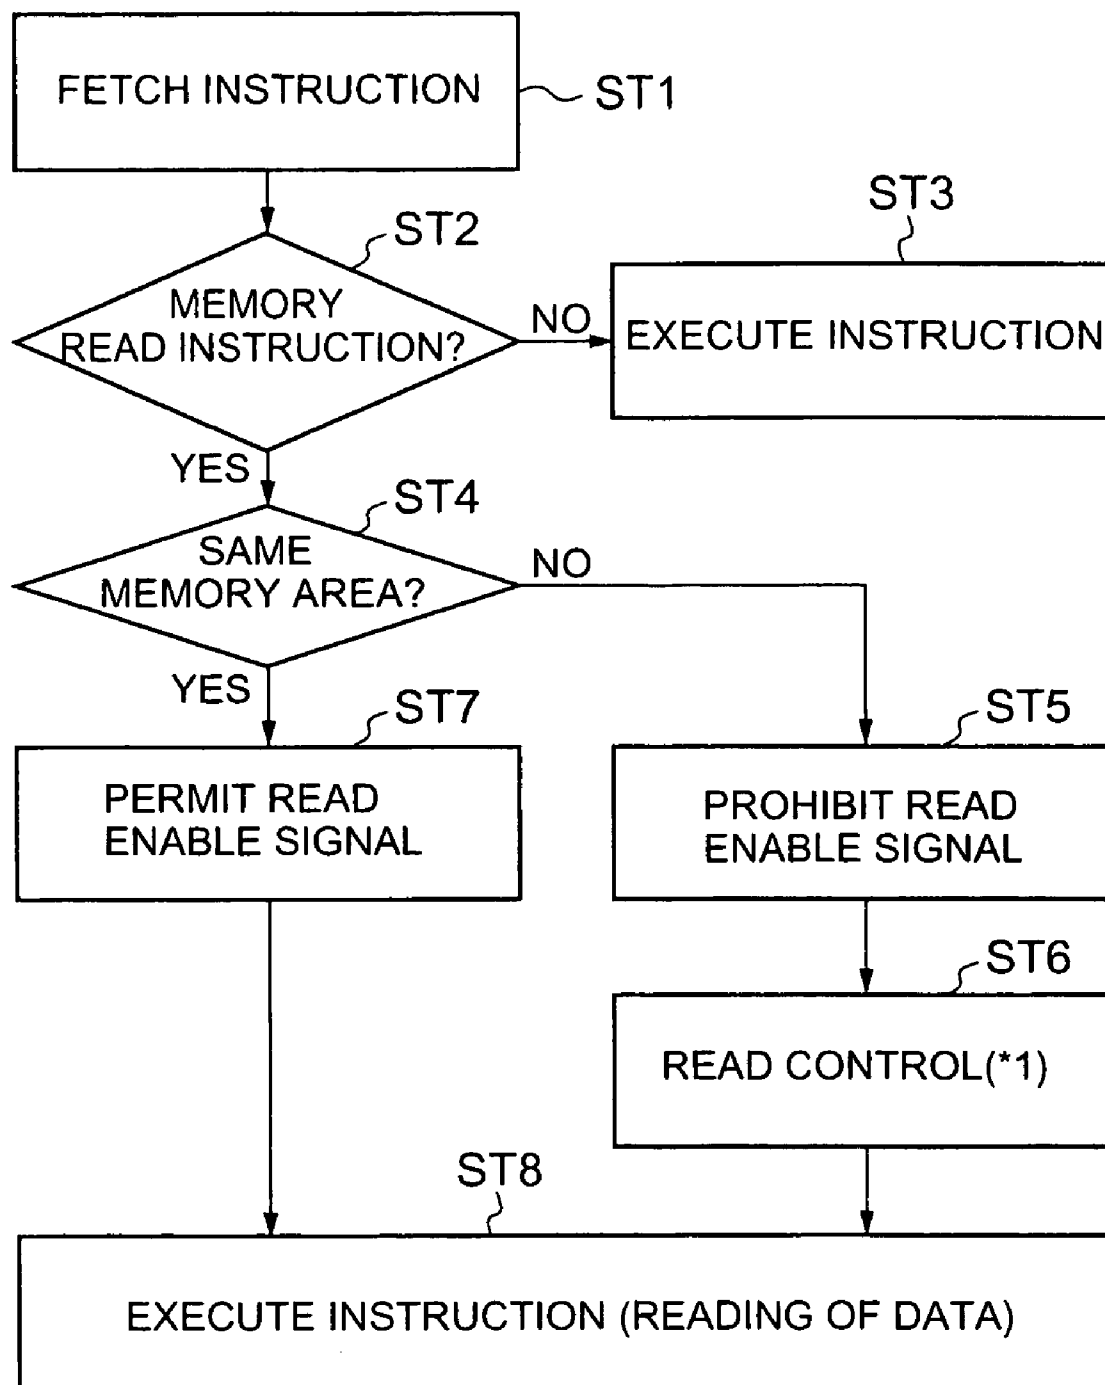 FETCH INSTRUCTION
ST1
ST2
MEMORY
READ INSTRUCTION?
NO
ST3
EXECUTE INSTRUCTION
YES
ST4
SAME
MEMORY AREA?
NO
YES
ST7
PERMIT READ
ENABLE SIGNAL
ST5
PROHIBIT READ
ENABLE SIGNAL
ST6
READ CONTROL(*1)
ST8
EXECUTE INSTRUCTION (READING OF DATA)